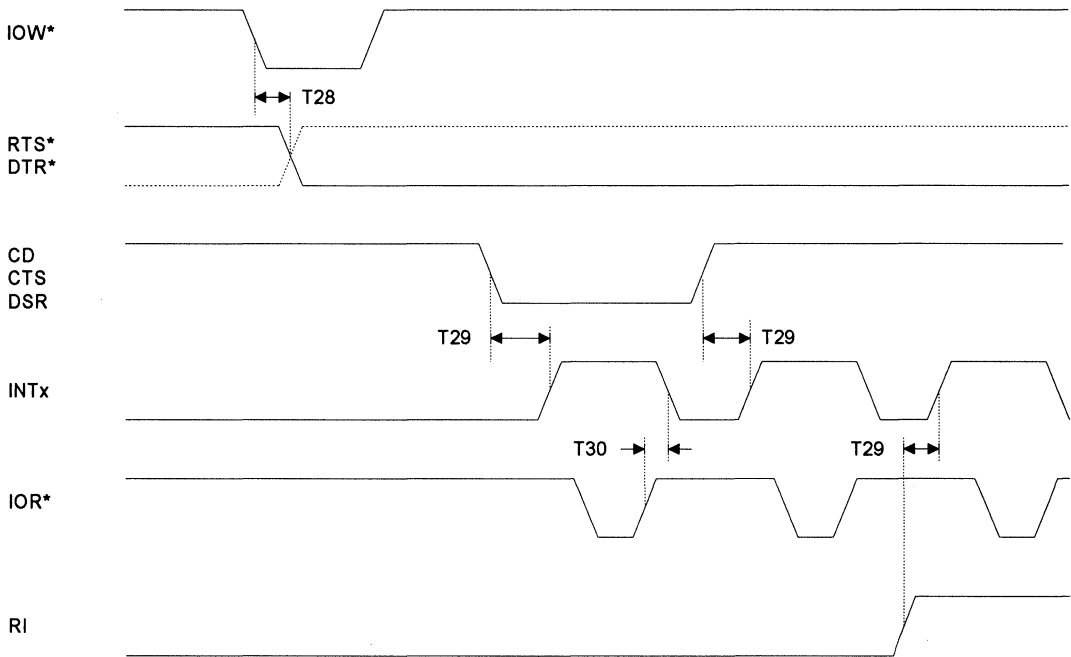 IOW*
T28
RTS*
DTR*
CD
CTS
DSR
T29
T29
INTx
T30
T29
IOR*
RI